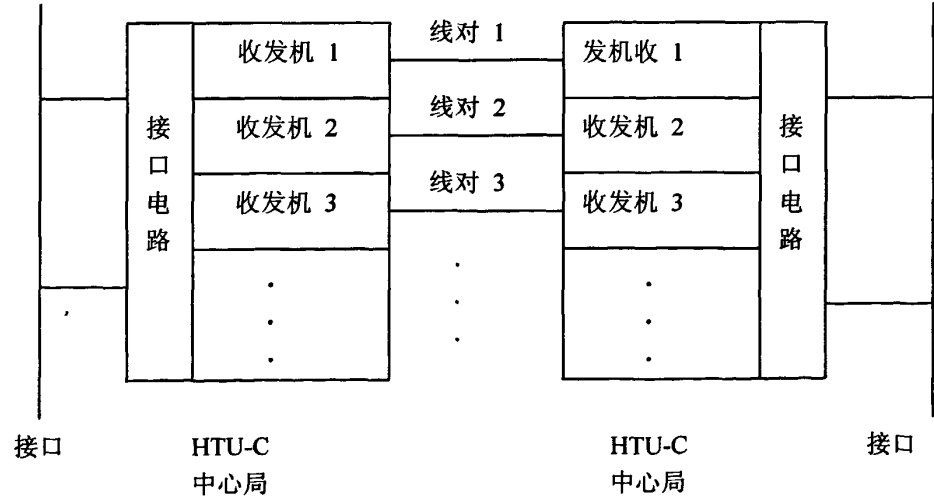 线对 1
收发机 1
发机收 1
线对 2
收发机 2
收发机 2
线对 3
收发机 3
收发机 3
接口电路
接口电路
接口
HTU-C
中心局
HTU-C
中心局
接口